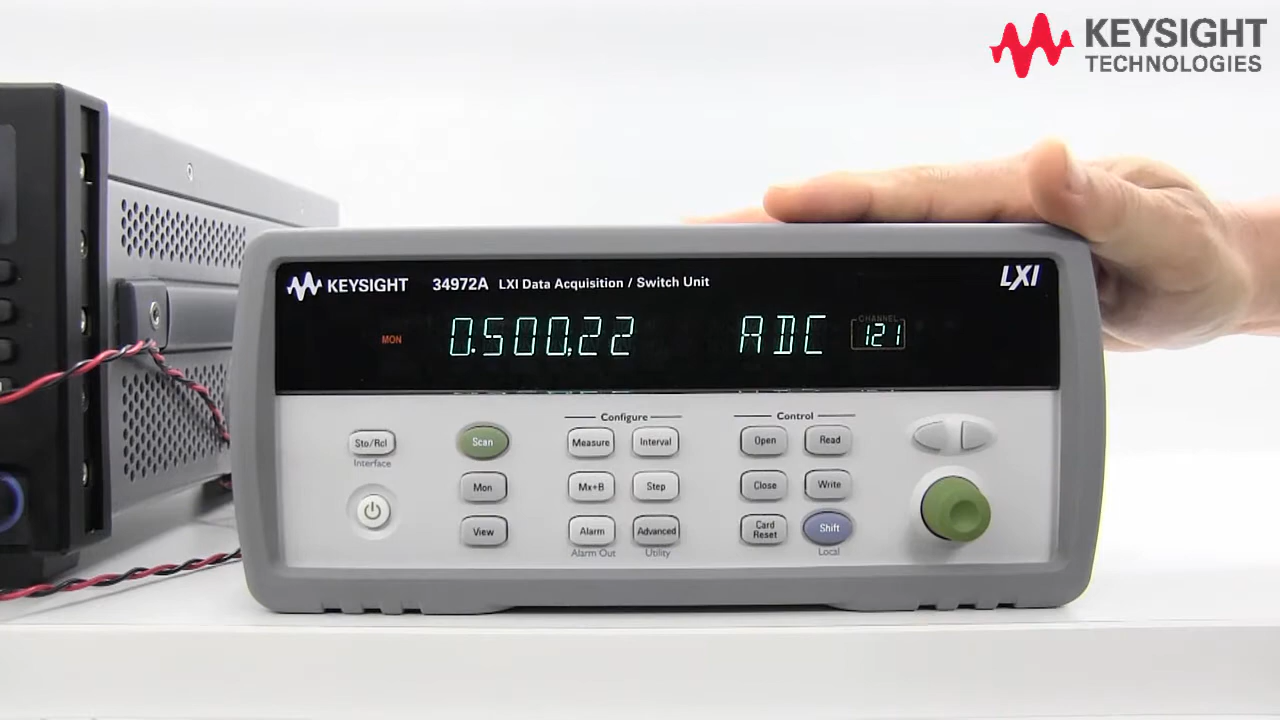 KEYSIGHT
TECHNOLOGIES
KEYSIGHT 34972A LXI Data Acquisition / Switch Unit LXI
MON 0.500,22 ADC CHANNEL 121
Configure Control
Sto/Rcl Scan Measure Interval Open Read
Interface
Mon Mx+B Step Close Write
View Alarm Advanced Card Reset Shift
Alarm Out Utility Local